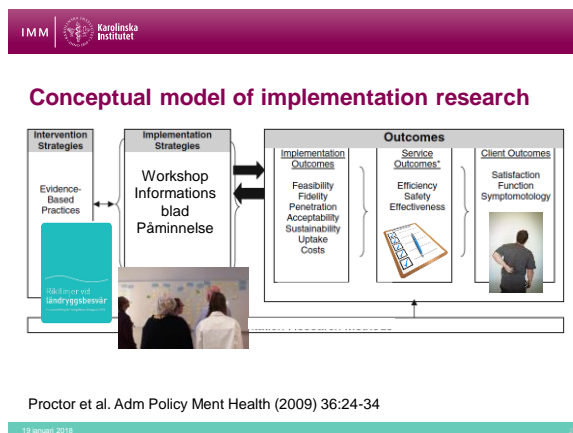 IMM
Karolinska
Institutet
Conceptual model of implementation research
Intervention
Strategies
Evidence-
Based
Practices
Riktlinjer vid
ländryggsbesvär
Implementation
Strategies
Workshop
Informations
blad
Påminnelse
Outcomes
Implementation
Outcomes
Feasibility
Fidelity
Penetration
Acceptability
Sustainability
Uptake
Costs
Service
Outcomes*
Efficiency
Safety
Effectiveness
Client Outcomes
Satisfaction
Function
Symptomotology
Proctor et al. Adm Policy Ment Health (2009) 36:24-34
19 januari 2018